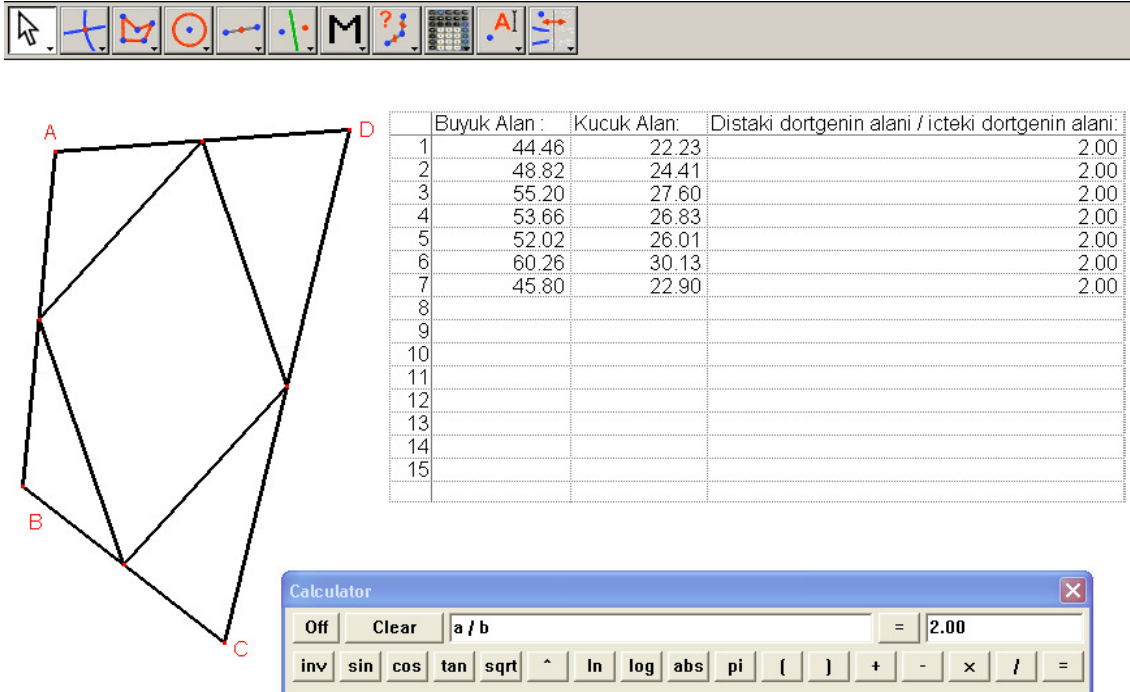 M ? A
A
D
B
C
Buyuk Alan : Kucuk Alan: Distaki dortgenin alani / icteki dortgenin alani:
1 44.46 22.23 2.00
2 48.82 24.41 2.00
3 55.20 27.60 2.00
4 53.66 26.83 2.00
5 52.02 26.01 2.00
6 60.26 30.13 2.00
7 45.80 22.90 2.00
8
9
10
11
12
13
14
15
Calculator
Off Clear a / b = 2.00
inv sin cos tan sqrt ^ ln log abs pi ( ) + - × / =